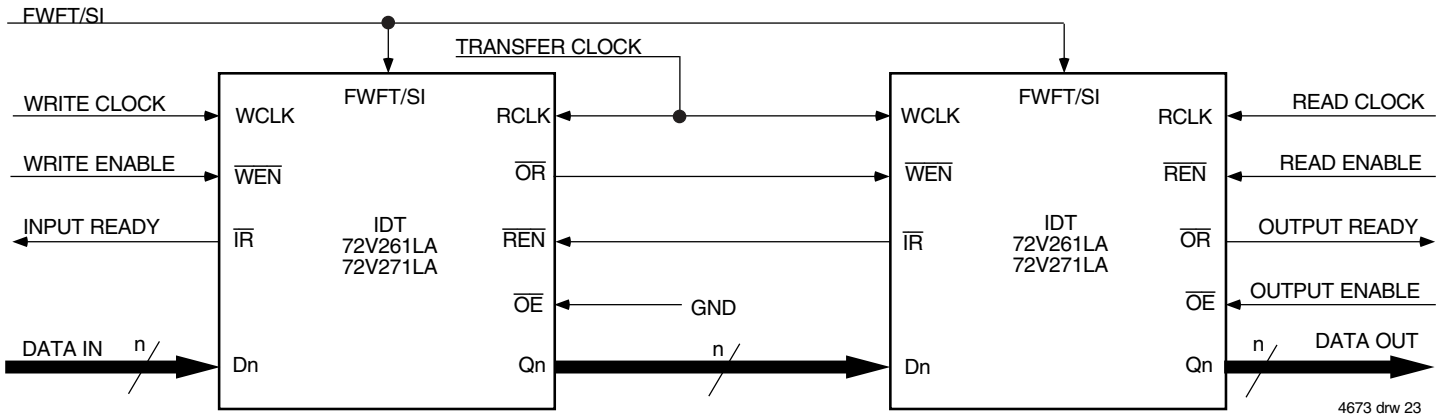 FWFT/SI
TRANSFER CLOCK
FWFT/SI
FWFT/SI
WRITE CLOCK
WCLK
RCLK
WCLK
RCLK
READ CLOCK
WRITE ENABLE
WEN
OR
WEN
REN
READ ENABLE
INPUT READY
IR
IDT
72V261LA
72V271LA
REN
IR
IDT
72V261LA
72V271LA
OR
OUTPUT READY
OE
GND
OE
OUTPUT ENABLE
DATA IN
n
Dn
Qn
n
Dn
Qn
n
DATA OUT
4673 drw 23